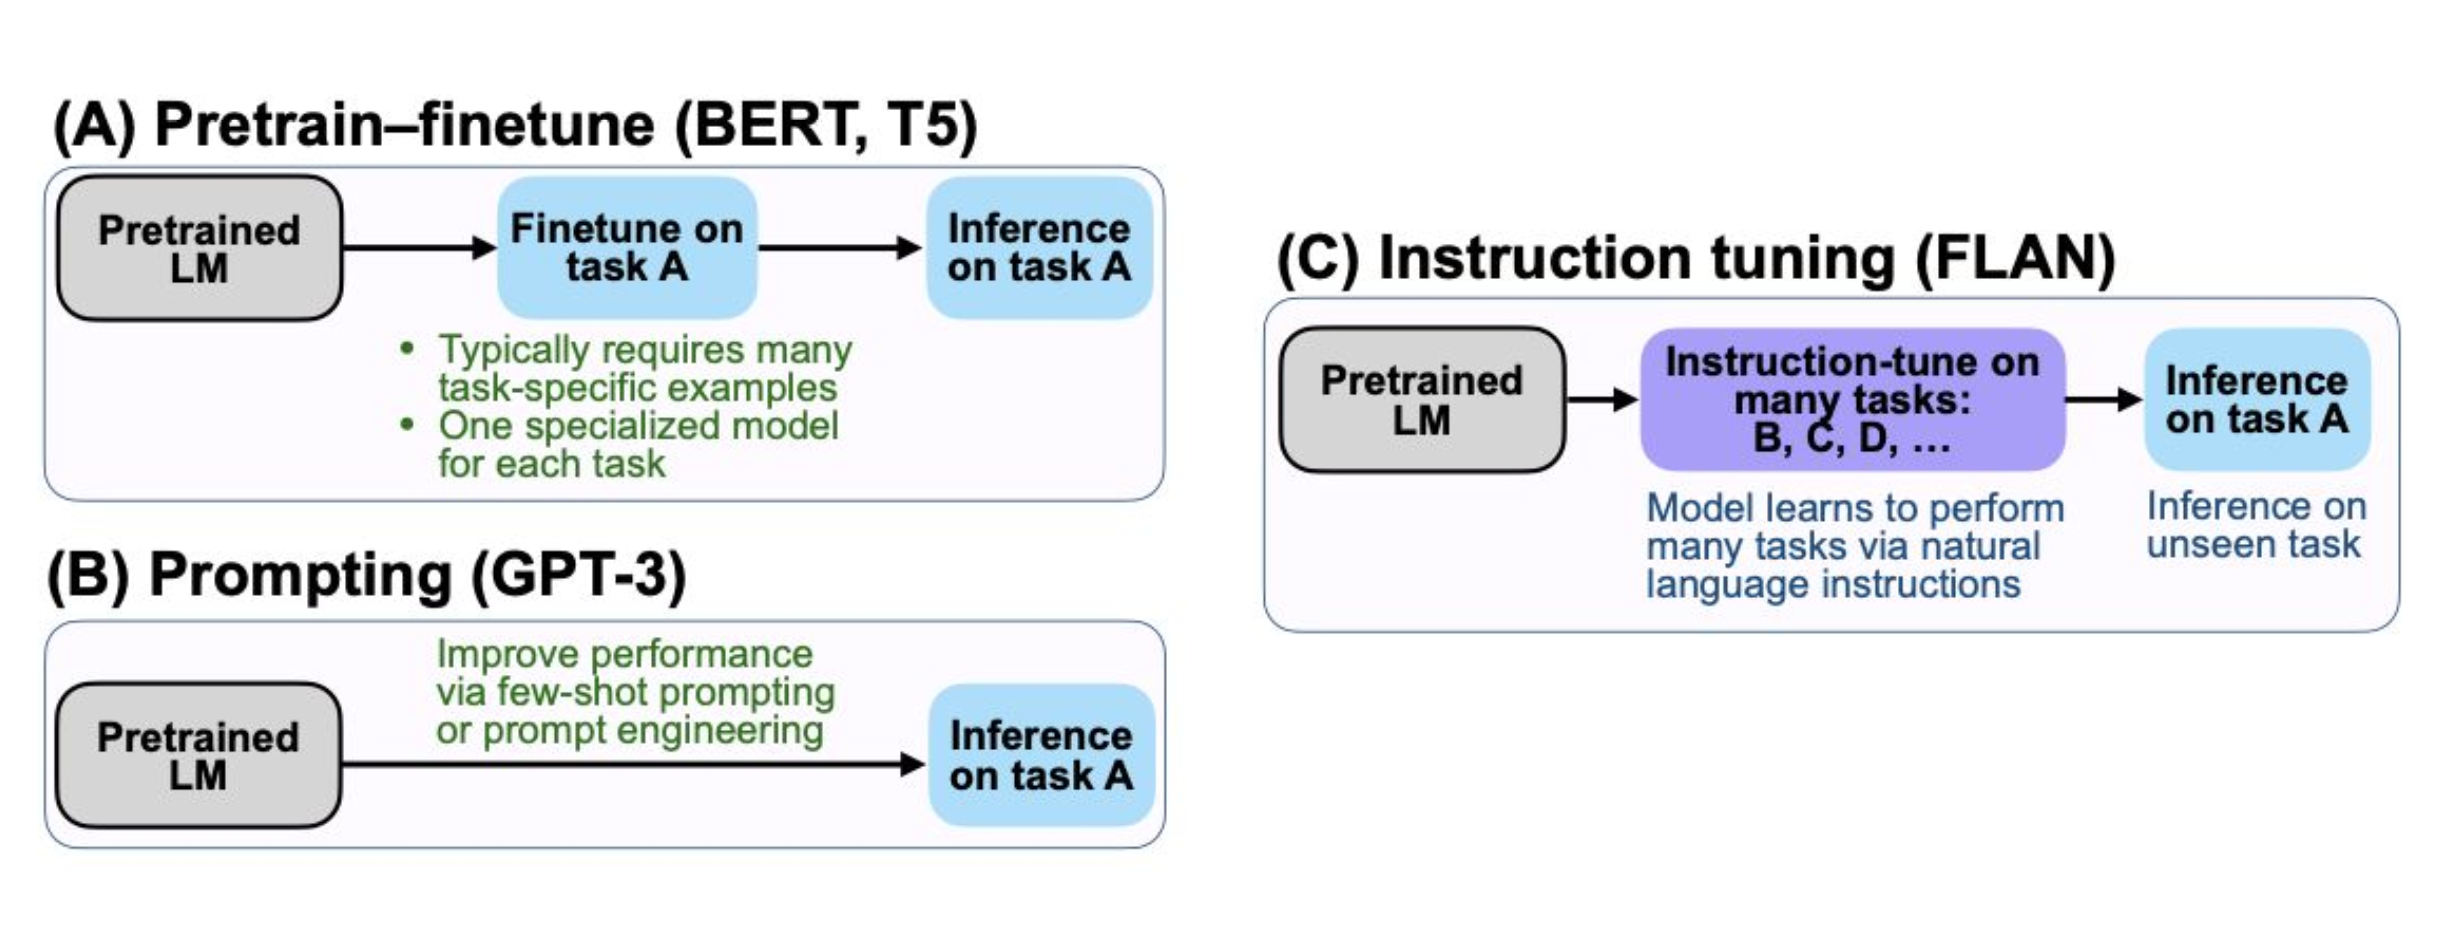 (A) Pretrain–finetune (BERT, T5)
Pretrained
LM
Finetune on
task A
Inference
on task A
• Typically requires many
task-specific examples
• One specialized model
for each task
(B) Prompting (GPT-3)
Improve performance
via few-shot prompting
or prompt engineering
Pretrained
LM
Inference
on task A
(C) Instruction tuning (FLAN)
Pretrained
LM
Instruction-tune on
many tasks:
B, C, D, ...
Inference
on task A
Model learns to perform
many tasks via natural
language instructions
Inference on
unseen task